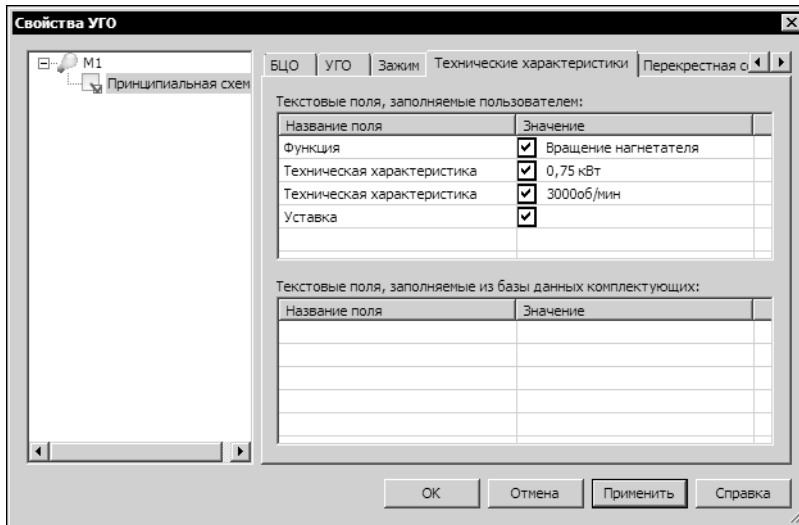 Свойства УГО
М1
Принципиальная схем
БЦО УГО Зажим Технические характеристики Перекрестная с
Текстовые поля, заполняемые пользователем:
Название поля Значение
Функция Вращение нагнетателя
Техническая характеристика 0,75 кВт
Техническая характеристика 3000об/мин
Уставка
Текстовые поля, заполняемые из базы данных комплектующих:
Название поля Значение
ОК Отмена Применить Справка